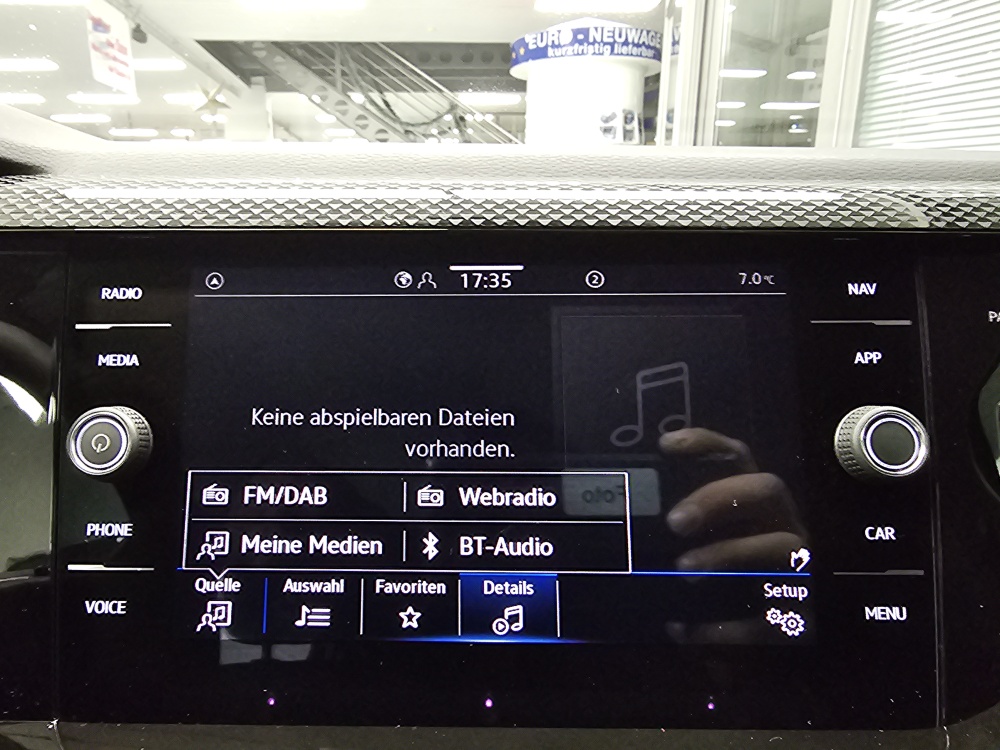 EURO - NEUWAGE
kurzfristig lieferbar
RADIO
MEDIA
PHONE
VOICE
17:35
2
7.0 °C
Keine abspielbaren Dateien
vorhanden.
FM/DAB
Webradio
Meine Medien
BT-Audio
Quelle
Auswahl
Favoriten
Details
Setup
NAV
APP
CAR
MENU